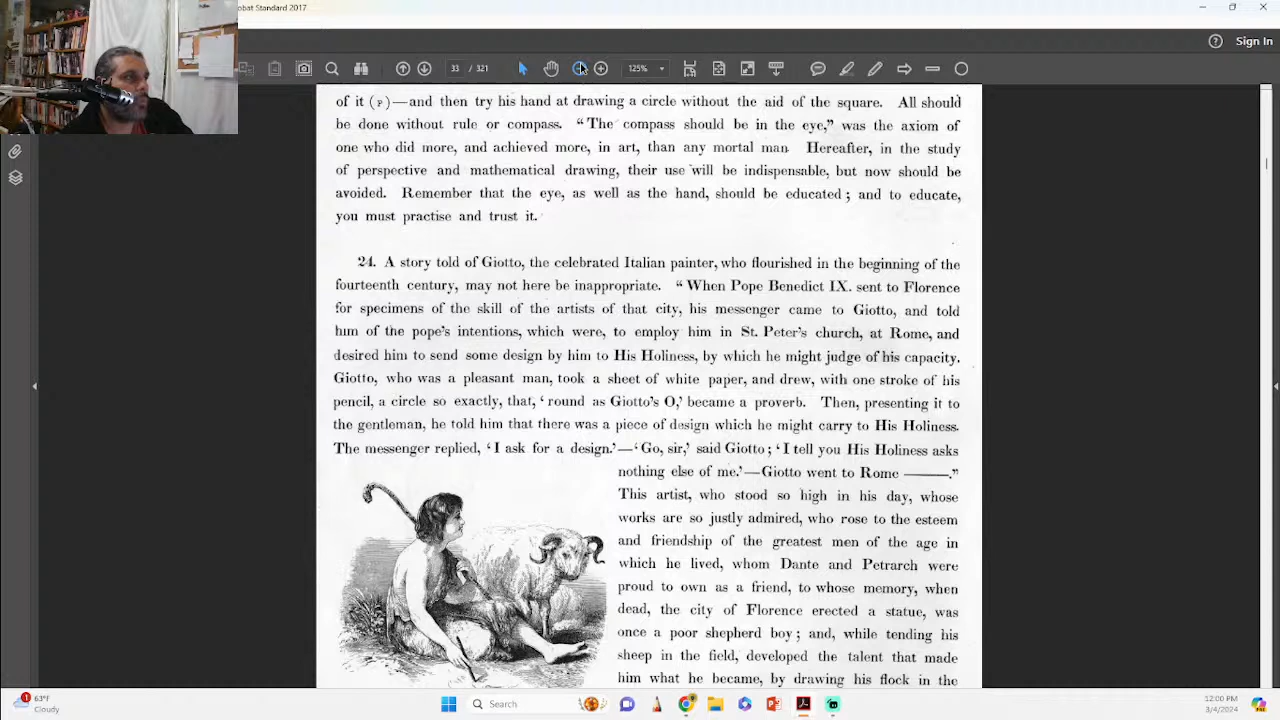 obat Standard 2017
Sign In
33 / 321
125%
of it (F)—and then try his hand at drawing a circle without the aid of the square. All should
be done without rule or compass. “The compass should be in the eye,” was the axiom of
one who did more, and achieved more, in art, than any mortal man Hereafter, in the study
of perspective and mathematical drawing, their use will be indispensable, but now should be
avoided. Remember that the eye, as well as the hand, should be educated; and to educate,
you must practise and trust it.
24. A story told of Giotto, the celebrated Italian painter, who flourished in the beginning of the
fourteenth century, may not here be inappropriate. “When Pope Benedict IX. sent to Florence
for specimens of the skill of the artists of that city, his messenger came to Giotto, and told
him of the pope’s intentions, which were, to employ him in St. Peter’s church, at Rome, and
desired him to send some design by him to His Holiness, by which he might judge of his capacity.
Giotto, who was a pleasant man, took a sheet of white paper, and drew, with one stroke of his
pencil, a circle so exactly, that, ‘round as Giotto’s O,’ became a proverb. Then, presenting it to
the gentleman, he told him that there was a piece of design which he might carry to His Holiness.
The messenger replied, ‘I ask for a design.’—‘Go, sir,’ said Giotto; ‘I tell you His Holiness asks
nothing else of me.’—Giotto went to Rome ———.”
This artist, who stood so high in his day, whose
works are so justly admired, who rose to the esteem
and friendship of the greatest men of the age in
which he lived, whom Dante and Petrarch were
proud to own as a friend, to whose memory, when
dead, the city of Florence erected a statue, was
once a poor shepherd boy; and, while tending his
sheep in the field, developed the talent that made
him what he became, by drawing his flock in the
1
63°F
Cloudy
Search
12:00 PM
3/4/2024